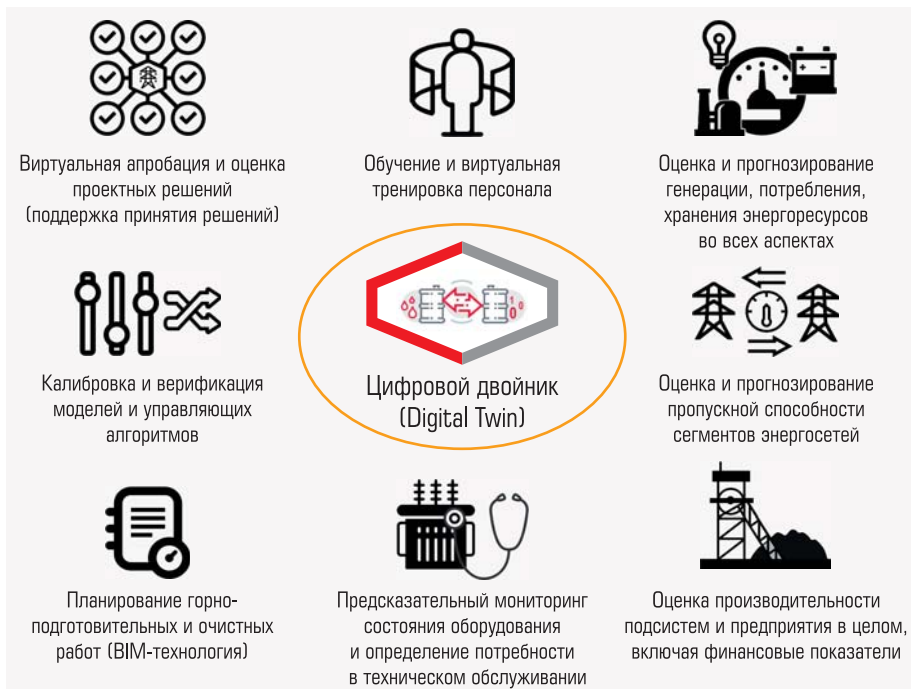 Виртуальная апробация и оценка
проектных решений
(поддержка принятия решений)
Обучение и виртуальная
тренировка персонала
Оценка и прогнозирование
генерации, потребления,
хранения энергоресурсов
во всех аспектах
Калибровка и верификация
моделей и управляющих
алгоритмов
1
0
0
Цифровой двойник
(Digital Twin)
Оценка и прогнозирование
пропускной способности
сегментов энергосетей
Планирование горно-
подготовительных и очистных
работ (BIM-технология)
Предсказательный мониторинг
состояния оборудования
и определение потребности
в техническом обслуживании
Оценка производительности
подсистем и предприятия в целом,
включая финансовые показатели